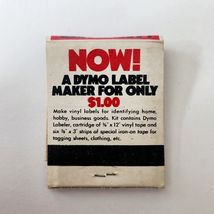 NOW!
A DYMO LABEL
MAKER FOR ONLY
$1.00
Make vinyl labels for identifying home,
hobby, business goods. Kit contains Dymo
Labeler, cartridge of ⅜" x 12' vinyl tape and
six ⅜ x 3' strips of special iron-on tape for
tagging sheets, clothing, etc.